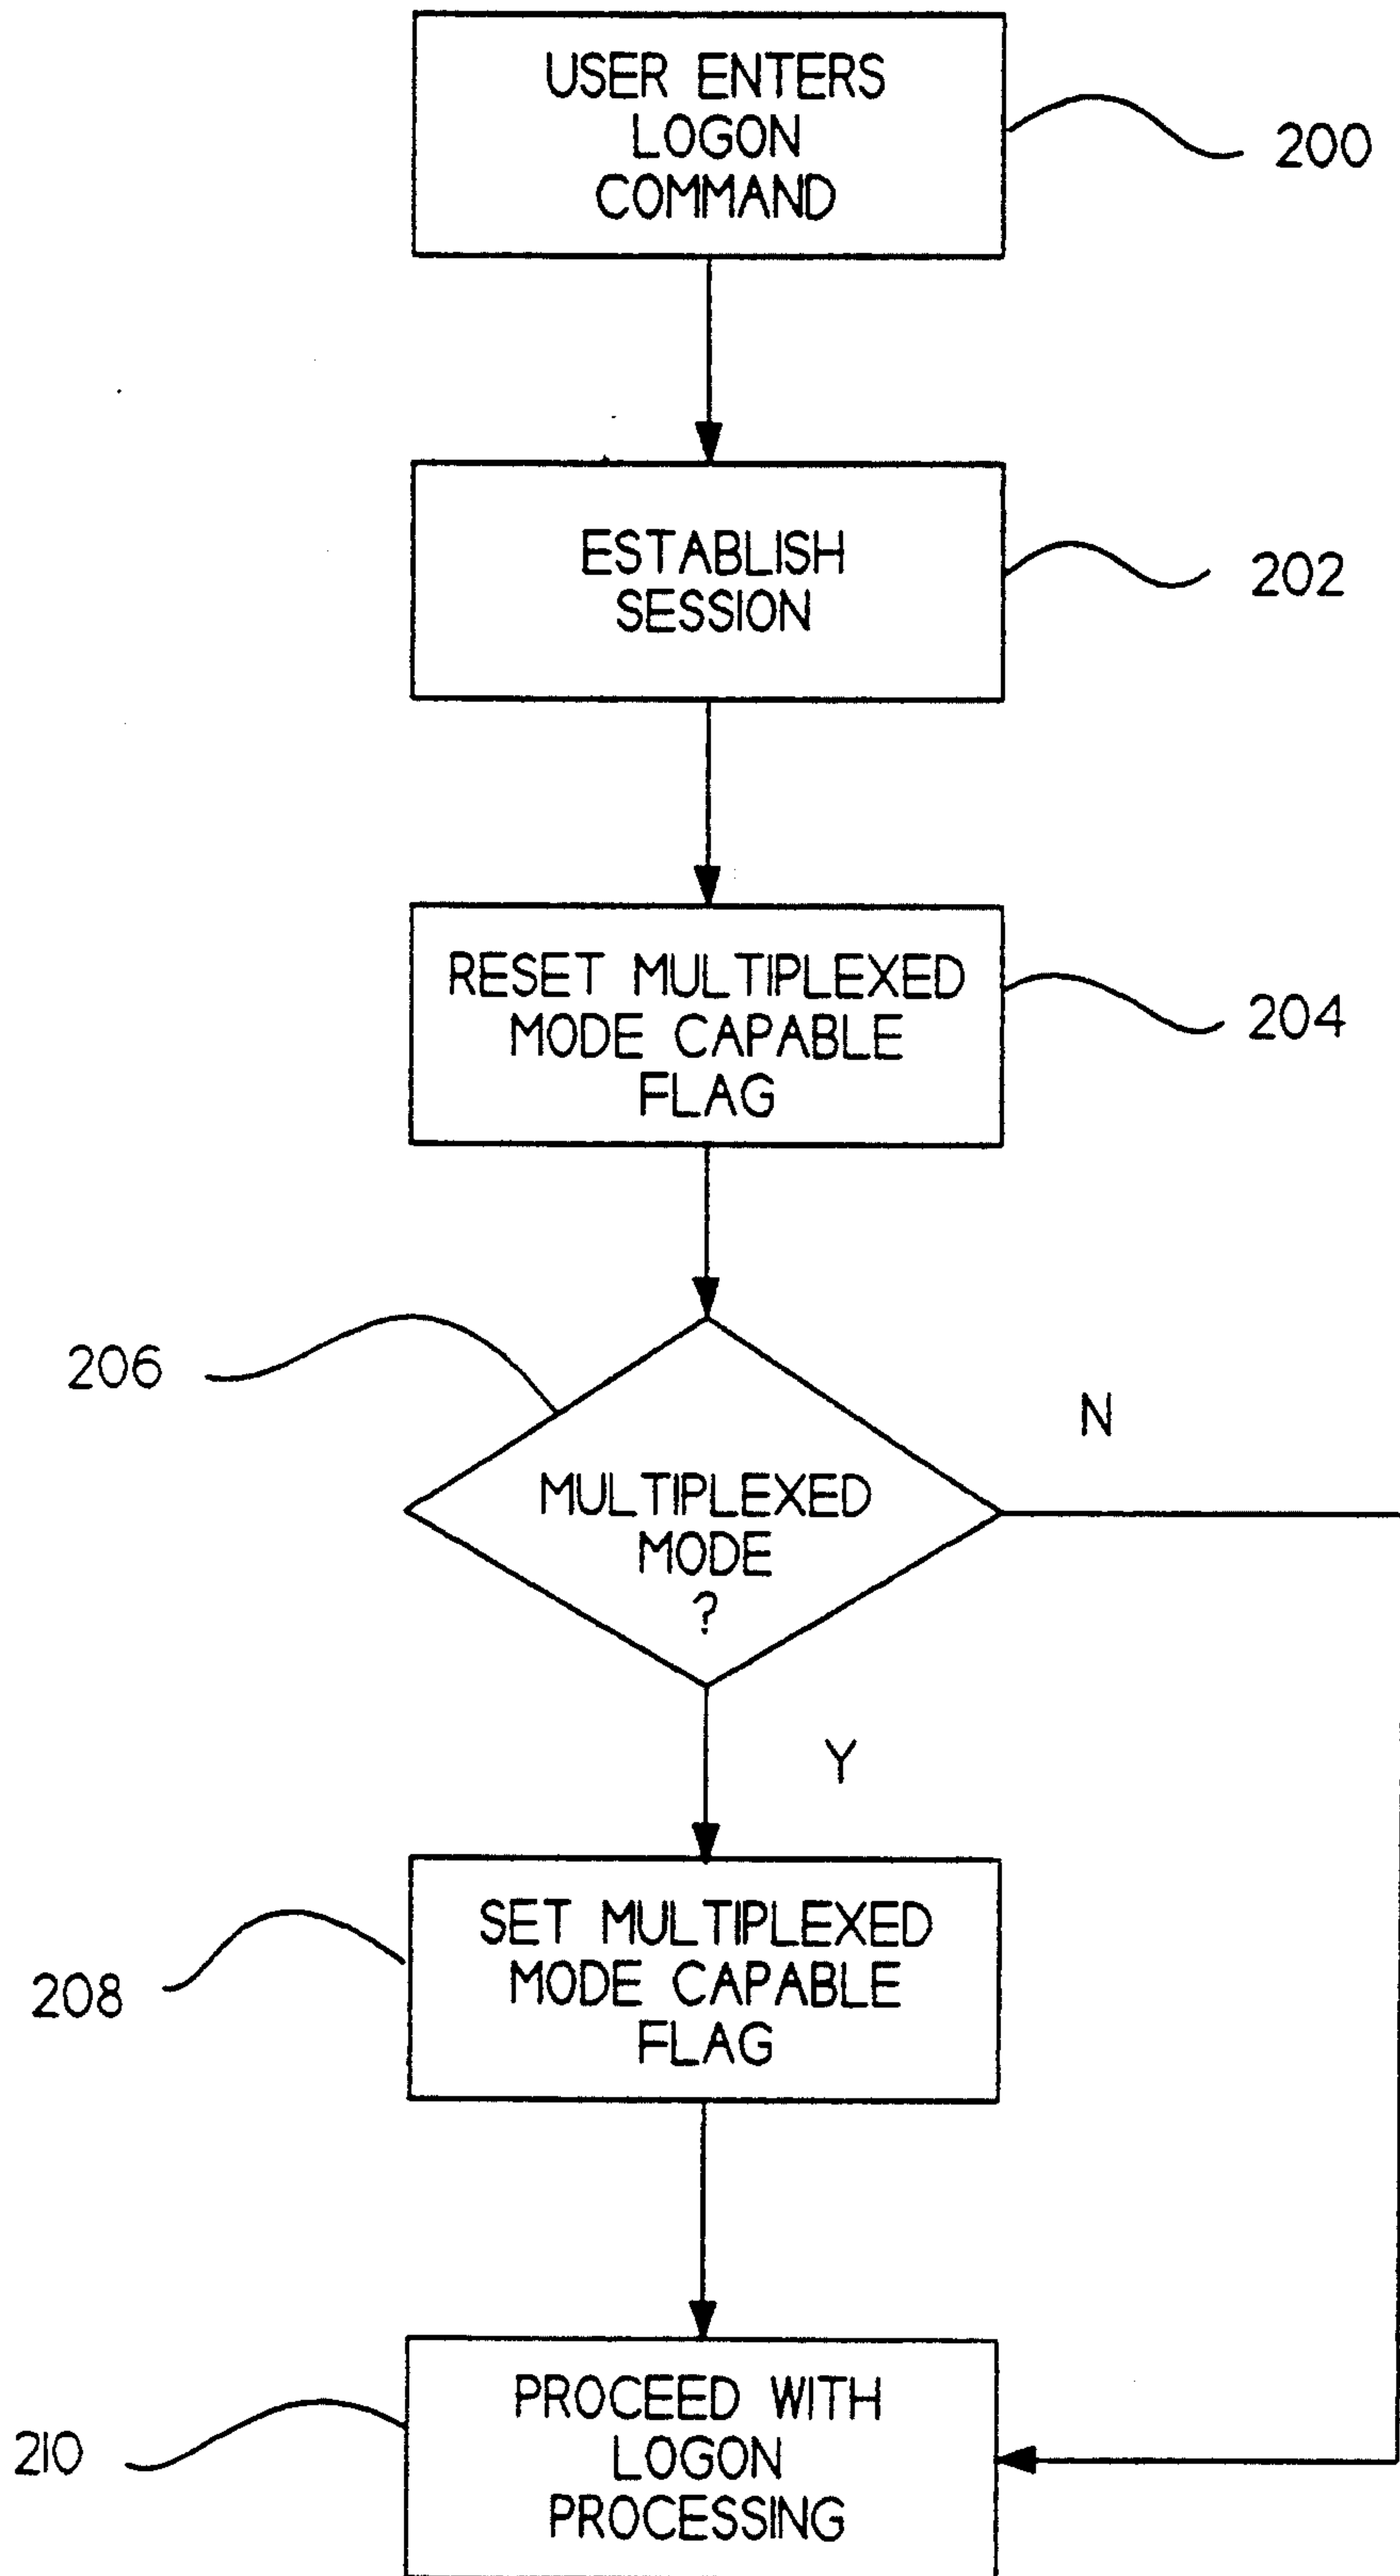 USER ENTERS
LOGON
COMMAND
200
ESTABLISH
SESSION
202
RESET MULTIPLEXED
MODE CAPABLE
FLAG
204
206
N
MULTIPLEXED
MODE
?
Y
SET MULTIPLEXED
MODE CAPABLE
FLAG
208
PROCEED WITH
LOGON
PROCESSING
210